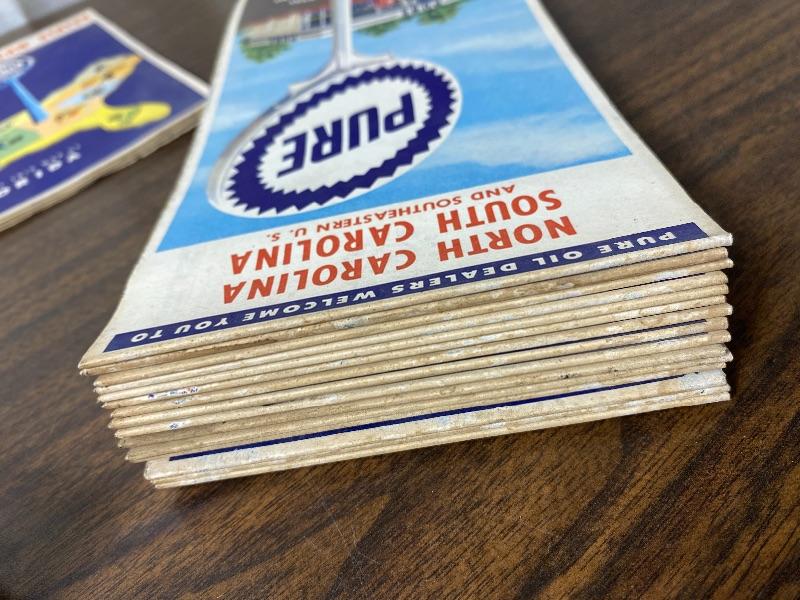 PURE OIL DEALERS WELCOME YOU TO
NORTH CAROLINA
SOUTH CAROLINA
AND SOUTHEASTERN U. S.
PURE